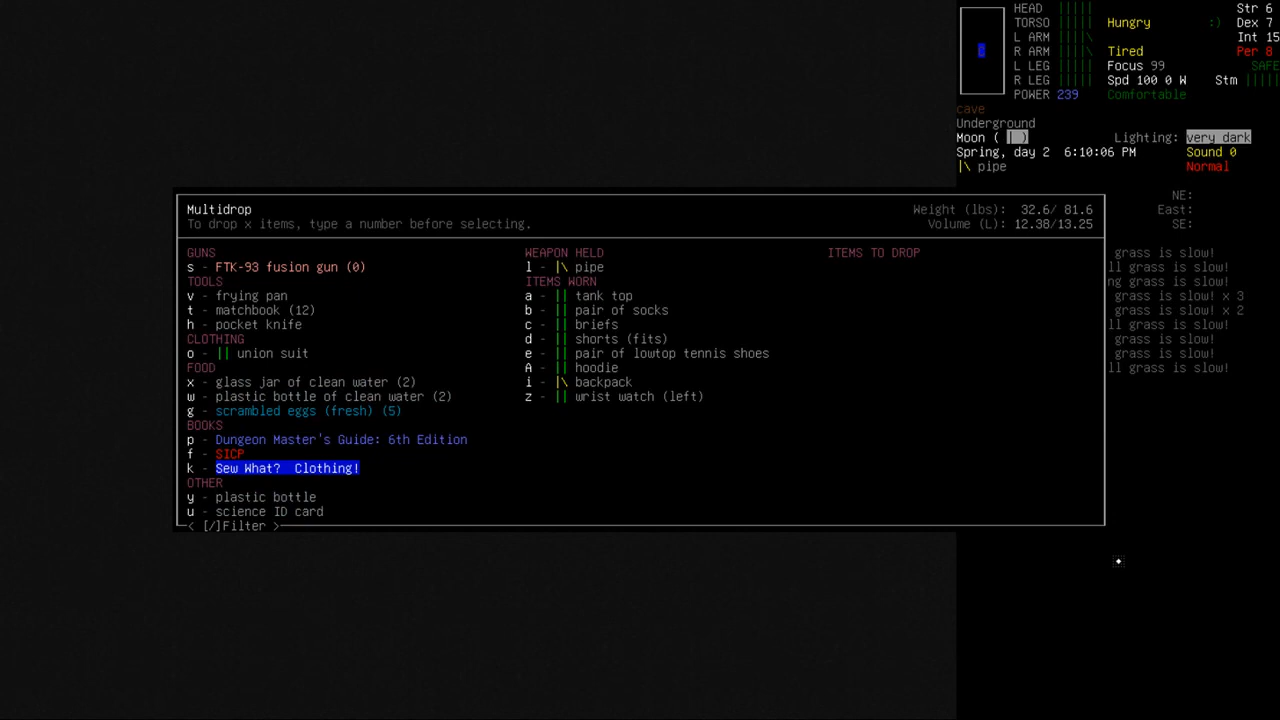 HEAD ||||| Str 6
TORSO ||||| Hungry :) Dex 7
L ARM ||||\ Int 15
R ARM ||||\ Tired Per 8
L LEG ||||| Focus 99 SAFE
R LEG ||||| Spd 100 0 W Stm |||||
POWER 239 Comfortable
cave
Underground
Moon ( | ) Lighting: very dark
Spring, day 2 6:10:06 PM Sound 0
|\ pipe Normal
NE:
East:
SE:
grass is slow!
ll grass is slow!
ng grass is slow!
grass is slow! x 3
grass is slow! x 2
ll grass is slow!
grass is slow!
grass is slow!
ll grass is slow!
Multidrop
To drop x items, type a number before selecting.
Weight (lbs): 32.6/ 81.6
Volume (L): 12.38/13.25
GUNS
s - FTK-93 fusion gun (0)
TOOLS
v - frying pan
t - matchbook (12)
h - pocket knife
CLOTHING
o - || union suit
FOOD
x - glass jar of clean water (2)
w - plastic bottle of clean water (2)
g - scrambled eggs (fresh) (5)
BOOKS
p - Dungeon Master's Guide: 6th Edition
f - SICP
k - Sew What?  Clothing!
OTHER
y - plastic bottle
u - science ID card
< [/]Filter >
WEAPON HELD
l - |\ pipe
ITEMS WORN
a - || tank top
b - || pair of socks
c - || briefs
d - || shorts (fits)
e - || pair of lowtop tennis shoes
A - || hoodie
i - |\ backpack
z - || wrist watch (left)
ITEMS TO DROP